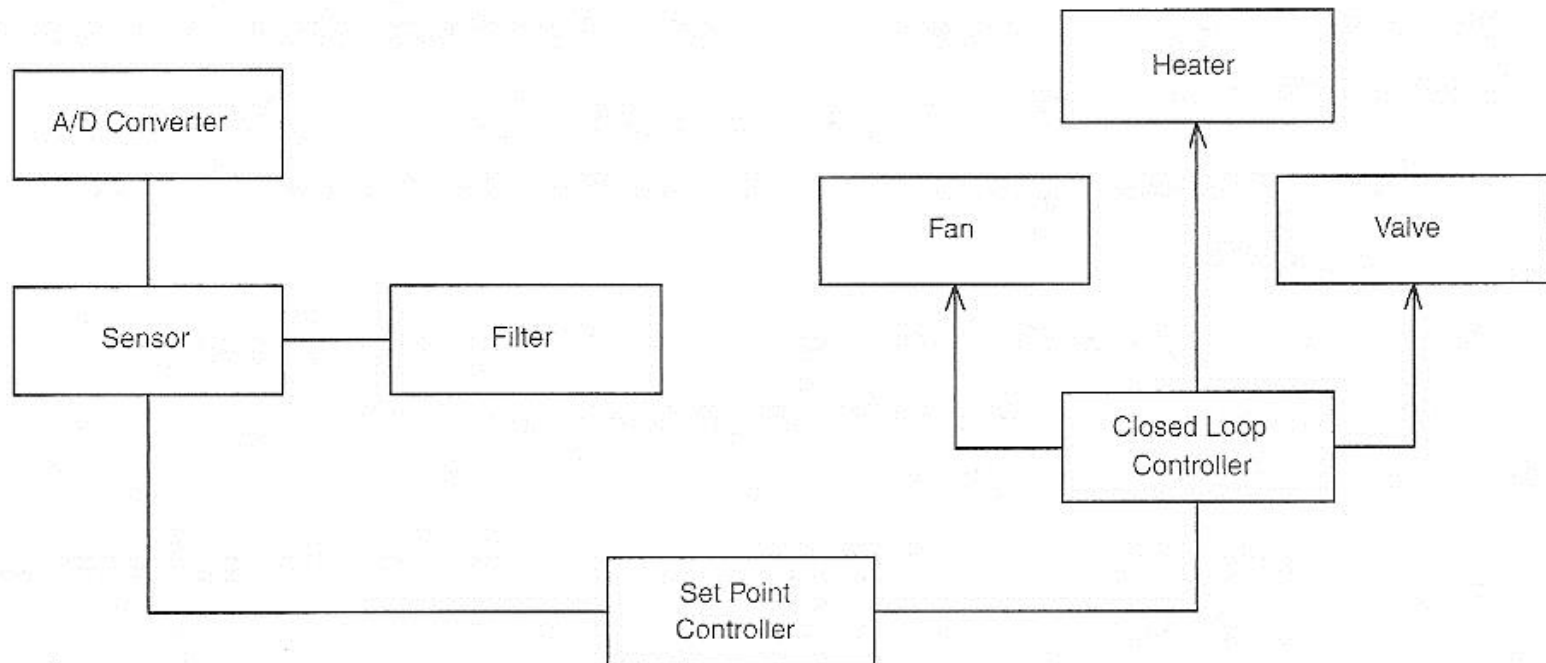 Heater
A/D Converter
Fan
Valve
Sensor
Filter
Closed Loop
Controller
Set Point
Controller